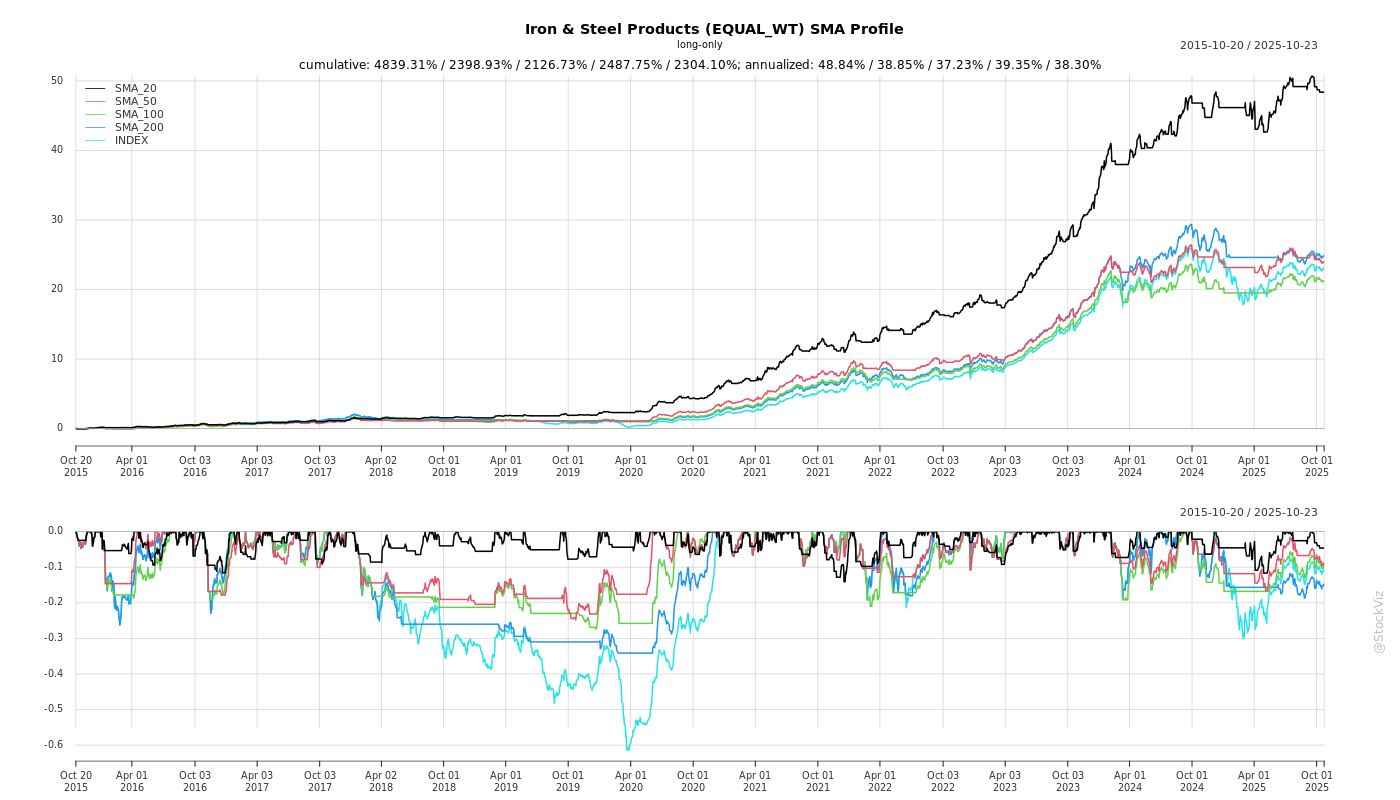 Iron & Steel Products (EQUAL_WT) SMA Profile
long-only
2015-10-20 / 2025-10-23
cumulative: 4839.31% / 2398.93% / 2126.73% / 2487.75% / 2304.10%; annualized: 48.84% / 38.85% / 37.23% / 39.35% / 38.30%
SMA_20
SMA_50
SMA_100
SMA_200
INDEX
50
40
30
20
10
0
Oct 20 Apr 01 Oct 03 Apr 03 Oct 03 Apr 02 Oct 01 Apr 01 Oct 01 Apr 01 Oct 01 Apr 01 Oct 01 Apr 01 Oct 03 Apr 03 Oct 03 Apr 01 Oct 01 Apr 01 Oct 01
2015 2016 2016 2017 2017 2018 2018 2019 2019 2020 2020 2021 2021 2022 2022 2023 2023 2024 2024 2025 2025
2015-10-20 / 2025-10-23
0.0
-0.1
-0.2
-0.3
-0.4
-0.5
-0.6
Oct 20 Apr 01 Oct 03 Apr 03 Oct 03 Apr 02 Oct 01 Apr 01 Oct 01 Apr 01 Oct 01 Apr 01 Oct 01 Apr 01 Oct 03 Apr 03 Oct 03 Apr 01 Oct 01 Apr 01 Oct 01
2015 2016 2016 2017 2017 2018 2018 2019 2019 2020 2020 2021 2021 2022 2022 2023 2023 2024 2024 2025 2025
@StockViz